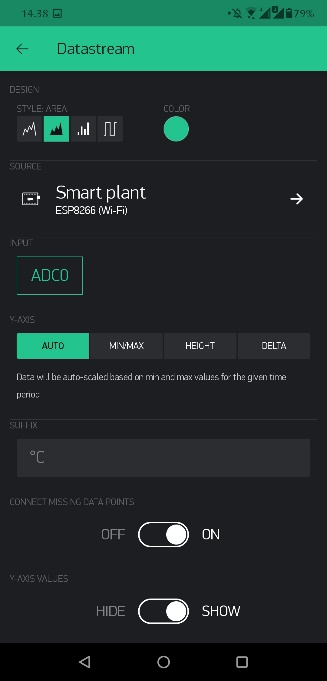 14.38 79%
Datastream
DESIGN
STYLE: AREA COLOR
SOURCE
Smart plant
ESP8266 (Wi-Fi)
INPUT
ADC0
Y-AXIS
AUTO MIN/MAX HEIGHT DELTA
Data will be auto-scaled based on min and max values for the given time
period
SUFFIX
°C
CONNECT MISSING DATA POINTS
OFF ON
Y-AXIS VALUES
HIDE SHOW